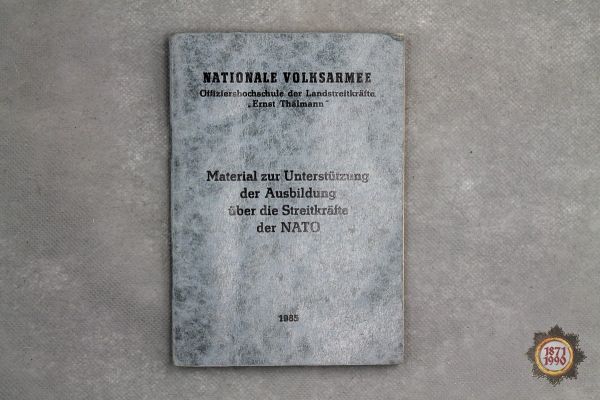 NATIONALE VOLKSARMEE
Offiziershochschule der Landstreitkräfte
„Ernst Thälmann“
Material zur Unterstützung
der Ausbildung
über die Streitkräfte
der NATO
1985
1871
1990